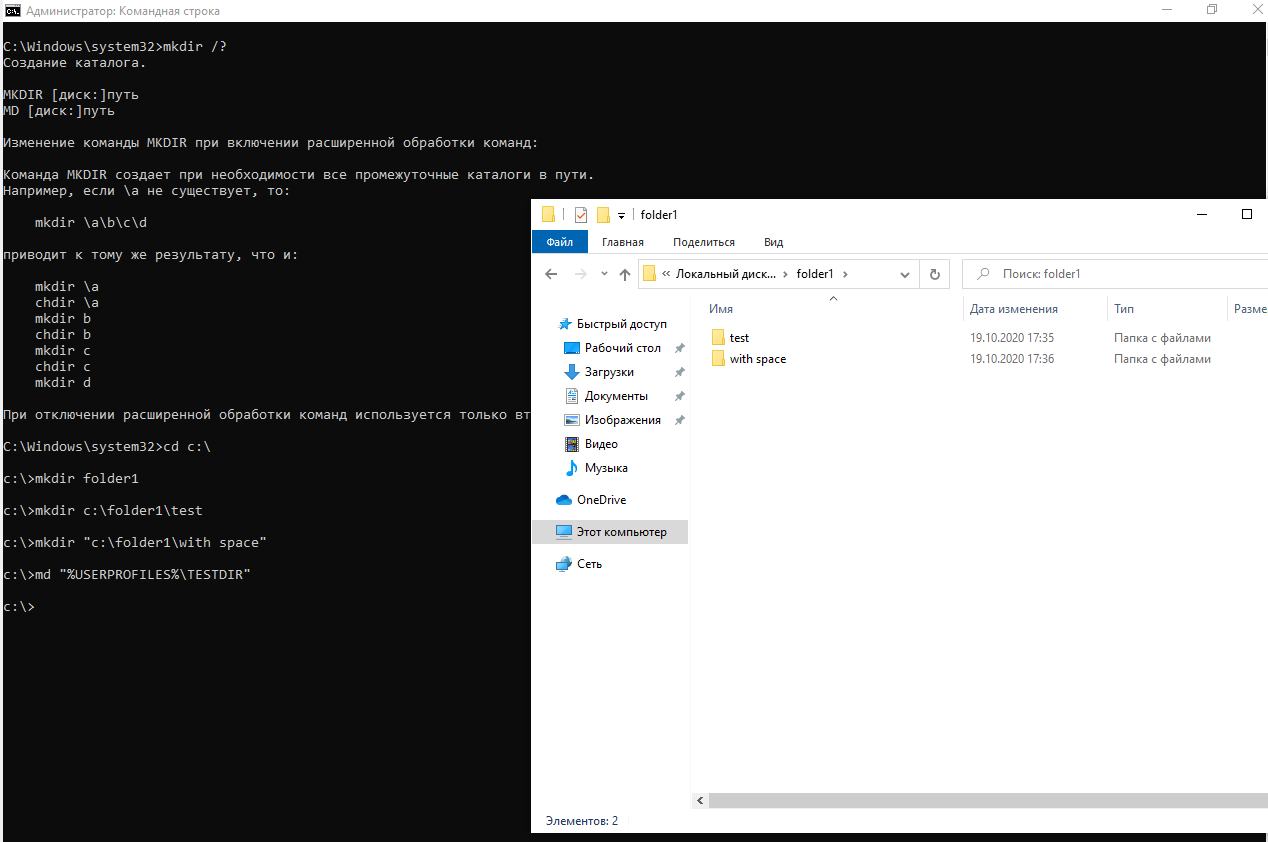 Администратор: Командная строка
C:\Windows\system32>mkdir /?
Создание каталога.
MKDIR [диск:]путь
MD [диск:]путь
Изменение команды MKDIR при включении расширенной обработки команд:
Команда MKDIR создает при необходимости все промежуточные каталоги в пути.
Например, если \a не существует, то:
mkdir \a\b\c\d
приводит к тому же результату, что и:
mkdir \a
chdir \a
mkdir b
chdir b
mkdir c
chdir c
mkdir d
При отключении расширенной обработки команд используется только вт
C:\Windows\system32>cd c:\
c:\>mkdir folder1
c:\>mkdir c:\folder1\test
c:\>mkdir "c:\folder1\with space"
c:\>md "%USERPROFILES%\TESTDIR"
c:\>
folder1
Файл Главная Поделиться Вид
« Локальный диск... › folder1 › Поиск: folder1
Имя Дата изменения Тип Разме
test 19.10.2020 17:35 Папка с файлами
with space 19.10.2020 17:36 Папка с файлами
Быстрый доступ
Рабочий стол
Загрузки
Документы
Изображения
Видео
Музыка
OneDrive
Этот компьютер
Сеть
Элементов: 2